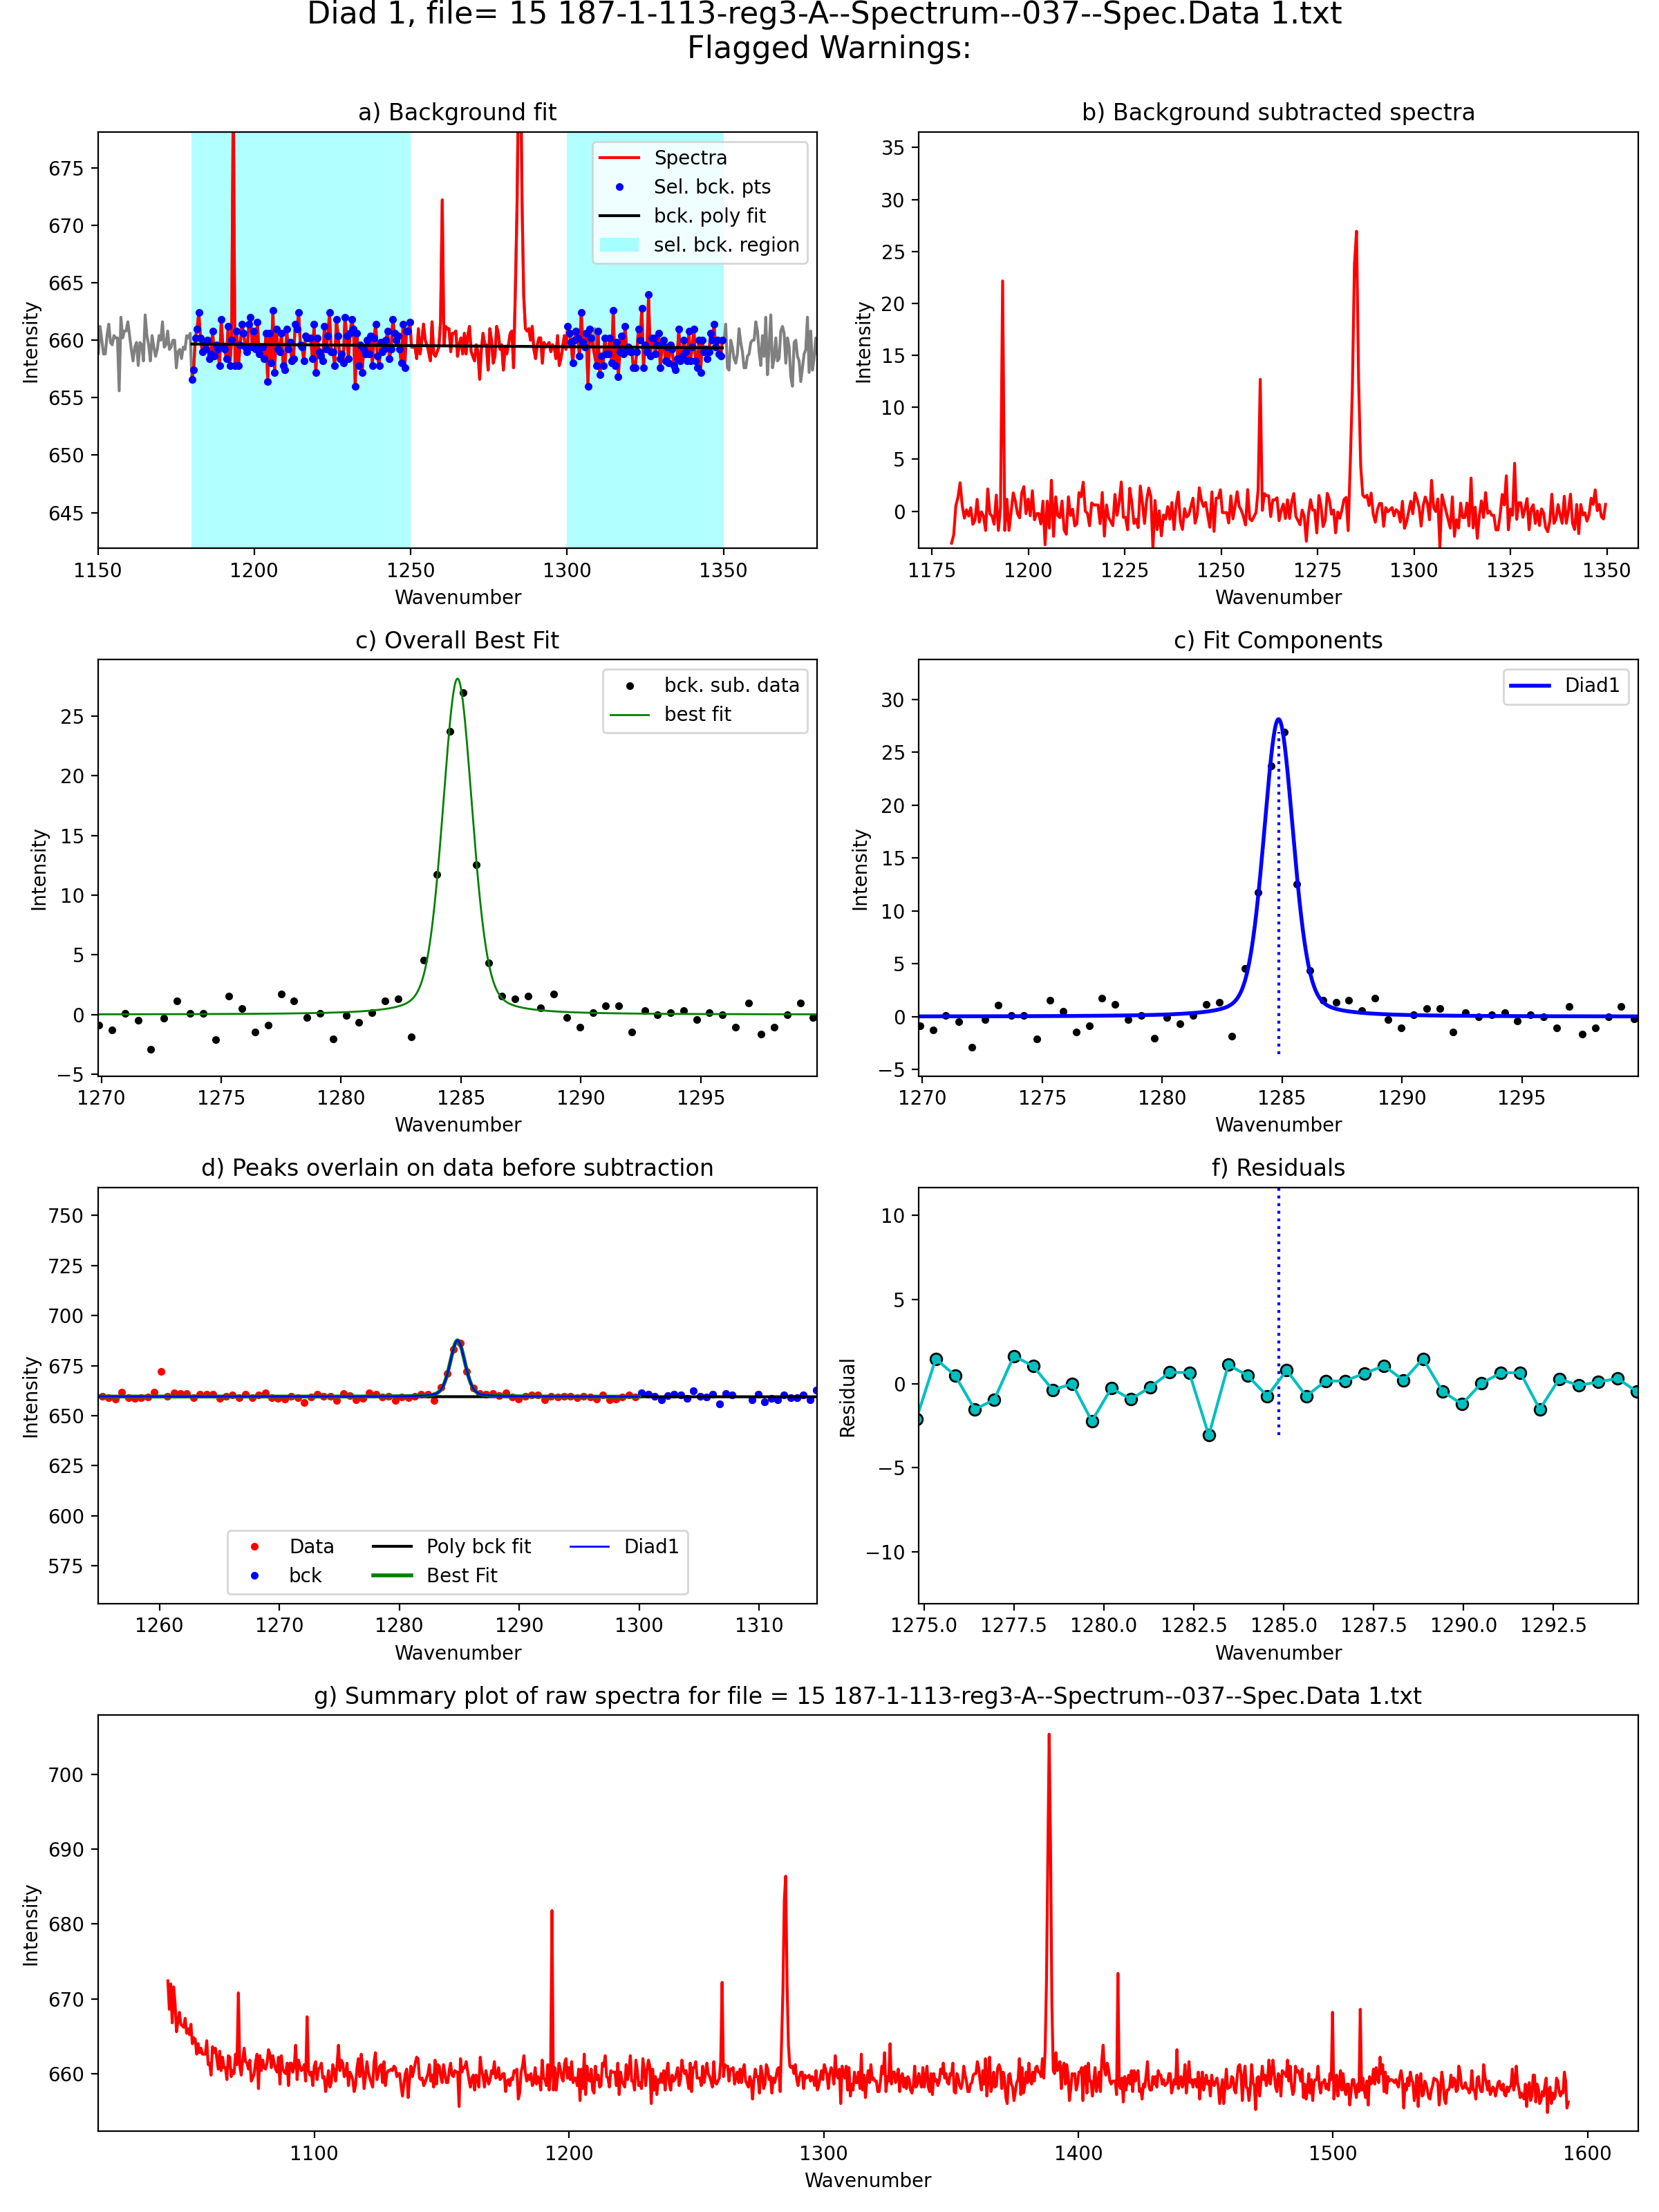 Diad 1, file= 15 187-1-113-reg3-A--Spectrum--037--Spec.Data 1.txt
Flagged Warnings:
a) Background fit
Intensity
675
670
665
660
655
650
645
Spectra
Sel. bck. pts
bck. poly fit
sel. bck. region
1150 1200 1250 1300 1350
Wavenumber
b) Background subtracted spectra
Intensity
35
30
25
20
15
10
5
0
1175 1200 1225 1250 1275 1300 1325 1350
Wavenumber
c) Overall Best Fit
Intensity
25
20
15
10
5
0
−5
bck. sub. data
best fit
1270 1275 1280 1285 1290 1295
Wavenumber
c) Fit Components
Intensity
30
25
20
15
10
5
0
−5
Diad1
1270 1275 1280 1285 1290 1295
Wavenumber
d) Peaks overlain on data before subtraction
Intensity
750
725
700
675
650
625
600
575
Data
bck
Poly bck fit
Best Fit
Diad1
1260 1270 1280 1290 1300 1310
Wavenumber
f) Residuals
Residual
10
5
0
−5
−10
1275.0 1277.5 1280.0 1282.5 1285.0 1287.5 1290.0 1292.5
Wavenumber
g) Summary plot of raw spectra for file = 15 187-1-113-reg3-A--Spectrum--037--Spec.Data 1.txt
Intensity
700
690
680
670
660
1100 1200 1300 1400 1500 1600
Wavenumber